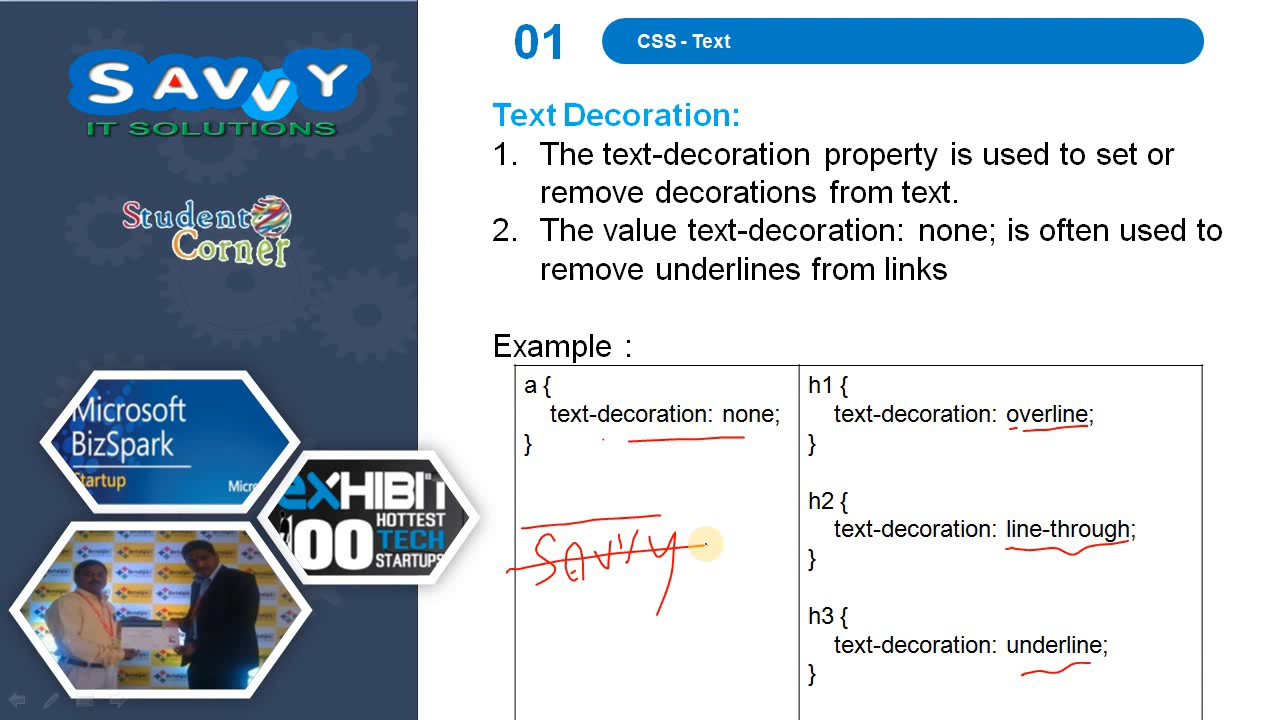 SAVVY
IT SOLUTIONS
Student
Corner
Microsoft
BizSpark
Startup
Micr
eXHIBIT
100
HOTTEST
TECH
STARTUPS
01
CSS - Text
Text Decoration:
1. The text-decoration property is used to set or
remove decorations from text.
2. The value text-decoration: none; is often used to
remove underlines from links
Example :
a {
text-decoration: none;
}
SAVVY
h1 {
text-decoration: overline;
}
h2 {
text-decoration: line-through;
}
h3 {
text-decoration: underline;
}